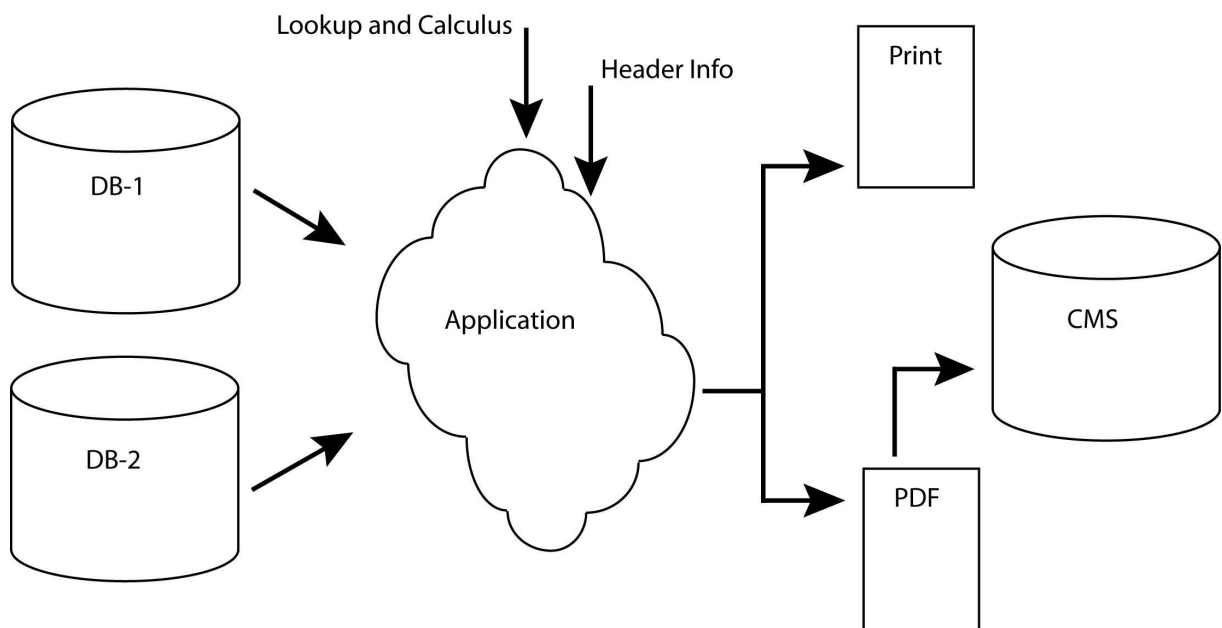 Lookup and Calculus
Header Info
Print
DB-1
CMS
Application
DB-2
PDF